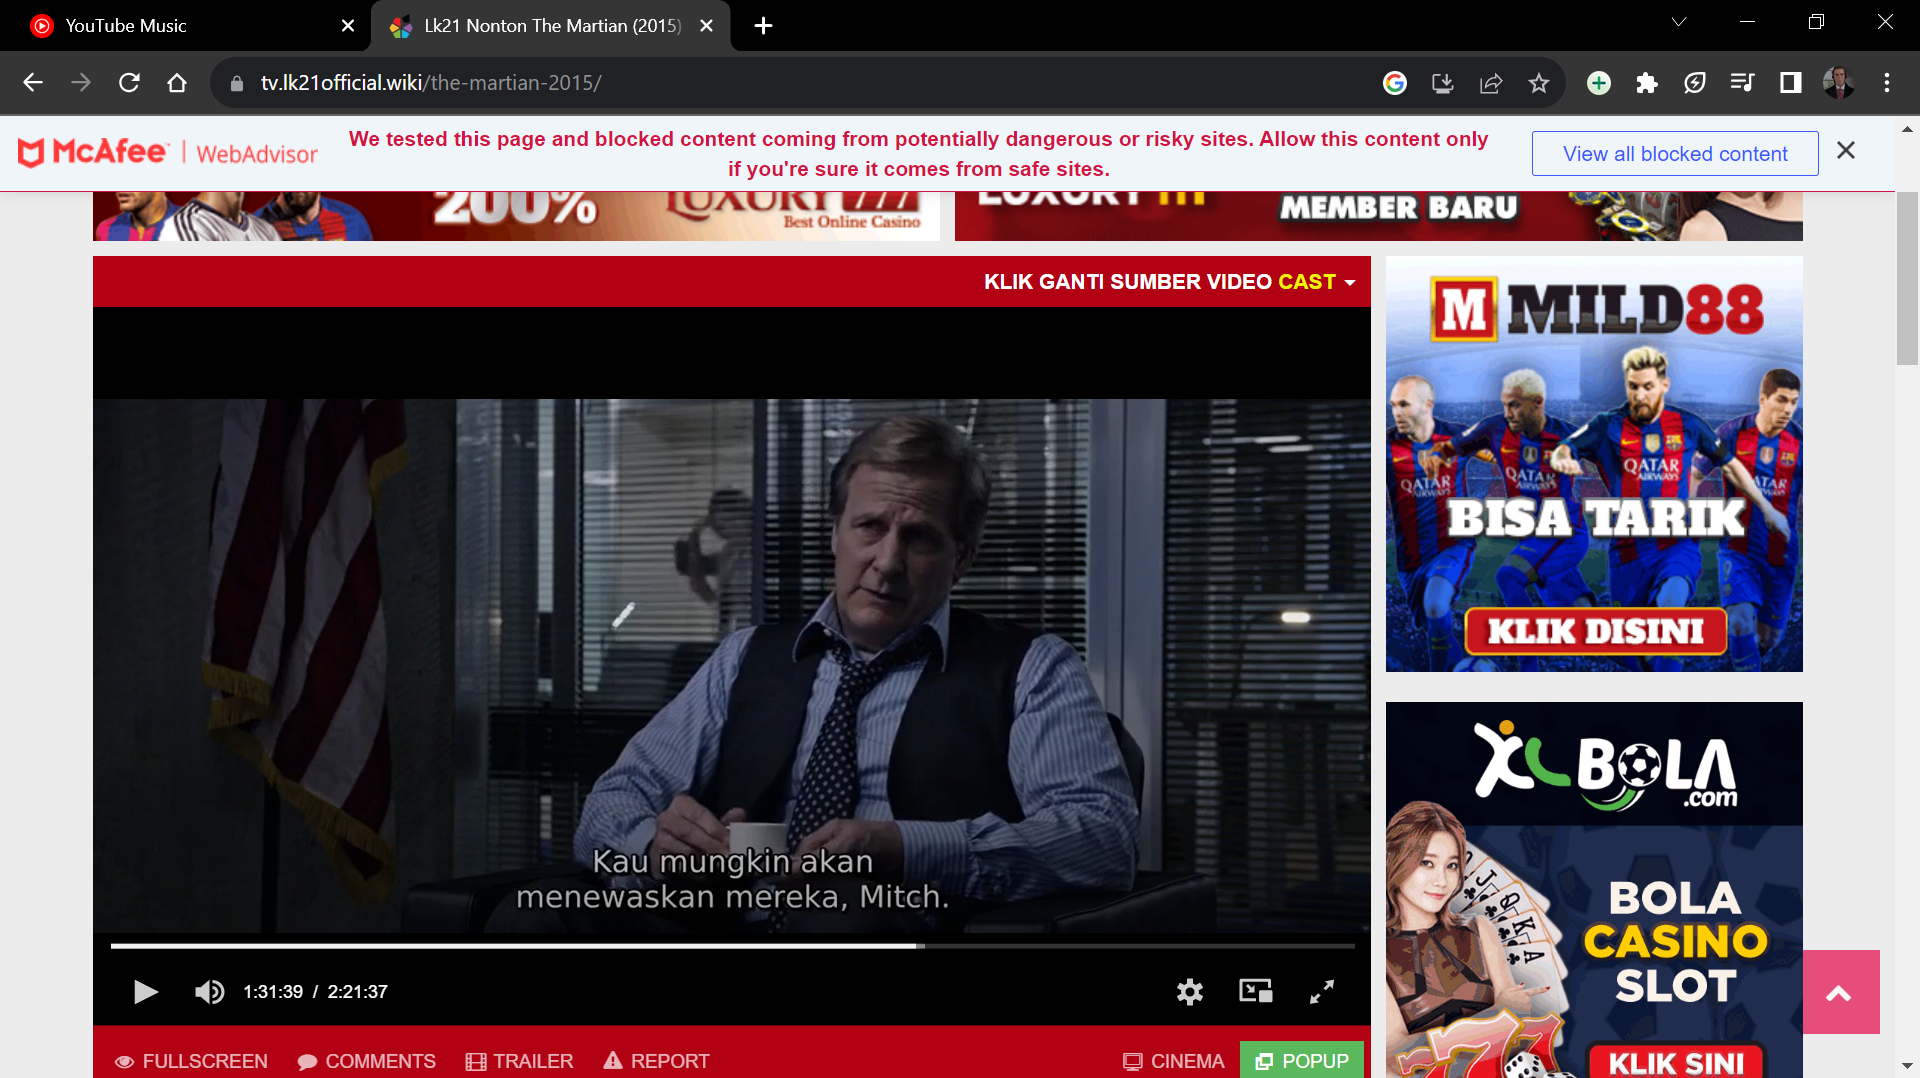 YouTube Music
Lk21 Nonton The Martian (2015)
tv.lk21official.wiki/the-martian-2015/
McAfee | WebAdvisor
We tested this page and blocked content coming from potentially dangerous or risky sites. Allow this content only
if you're sure it comes from safe sites.
View all blocked content
200%
LUXURY 777
Best Online Casino
LUXURY 111
MEMBER BARU
KLIK GANTI SUMBER VIDEO CAST
M MILD88
QATAR
AIRWAYS
QATAR
AIRWAYS
QATAR
AIRWAYS
BISA TARIK
KLIK DISINI
Kau mungkin akan
menewaskan mereka, Mitch.
1:31:39 / 2:21:37
FULLSCREEN
COMMENTS
TRAILER
REPORT
CINEMA
POPUP
XLBOLA
.com
J
Q
K
A
BOLA
CASINO
SLOT
777
KLIK SINI